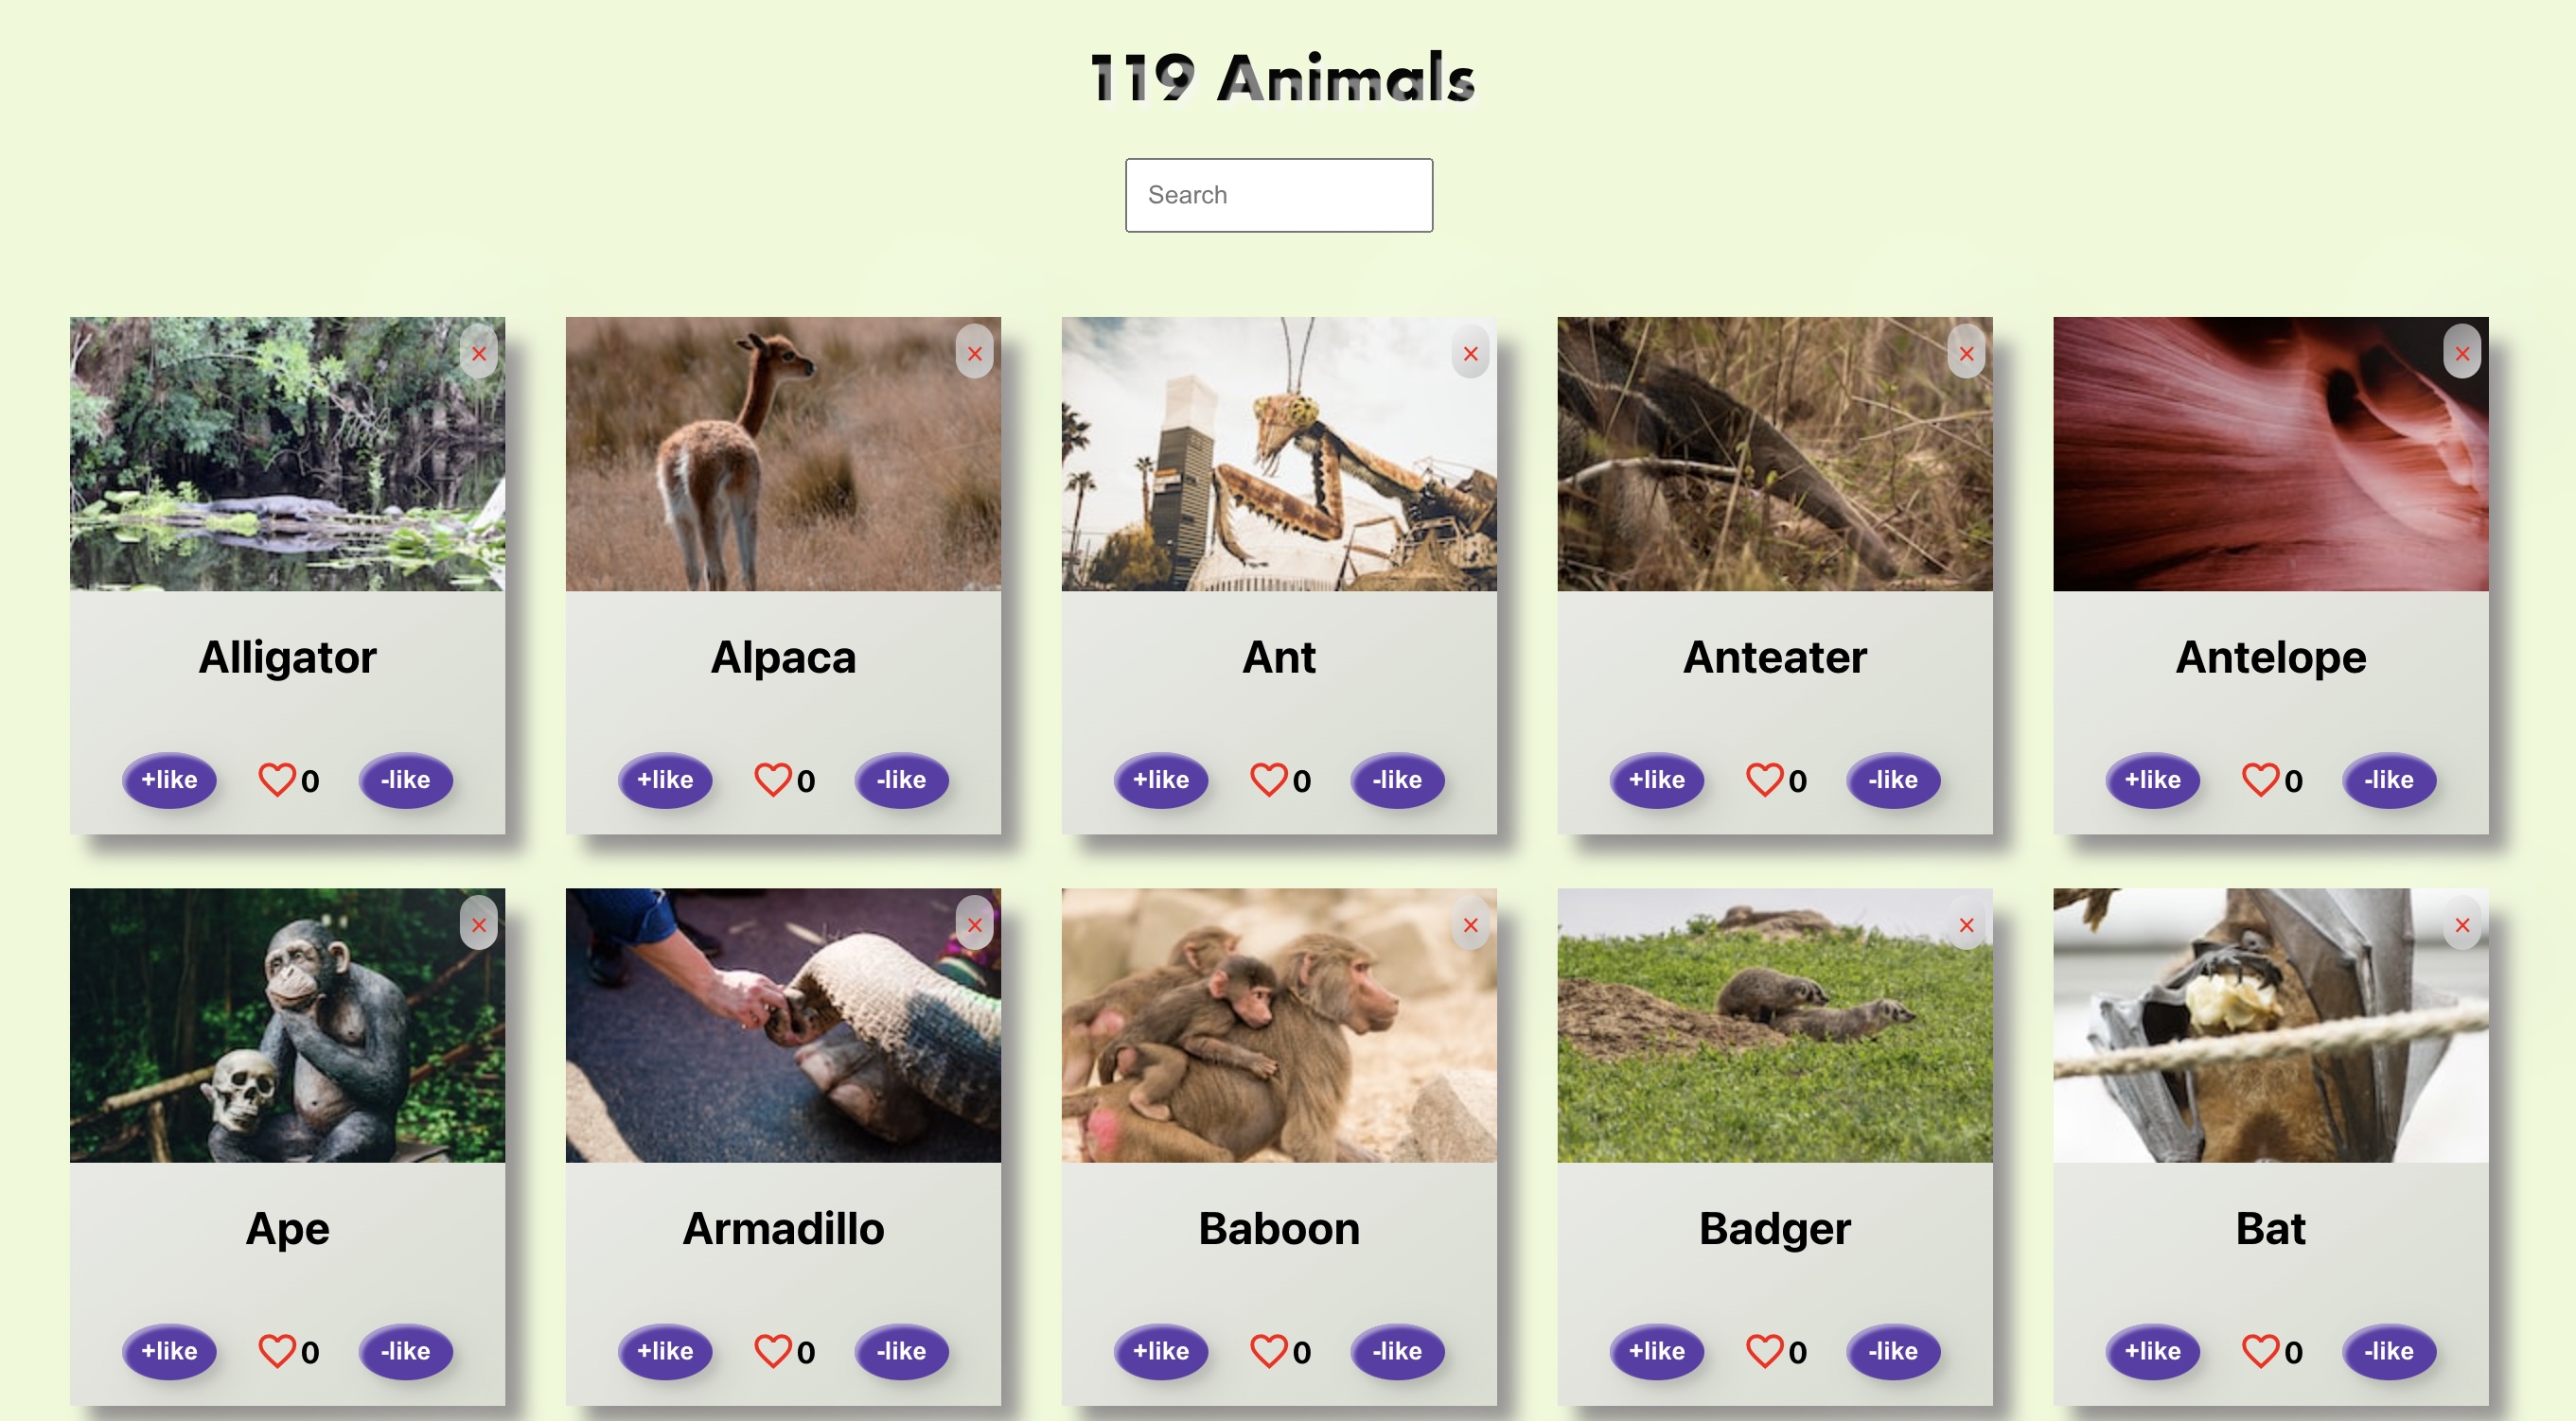 119 Animals
Search
×
×
×
×
×
Alligator
Alpaca
Ant
Anteater
Antelope
+like 0 -like
+like 0 -like
+like 0 -like
+like 0 -like
+like 0 -like
×
×
×
×
×
Ape
Armadillo
Baboon
Badger
Bat
+like 0 -like
+like 0 -like
+like 0 -like
+like 0 -like
+like 0 -like